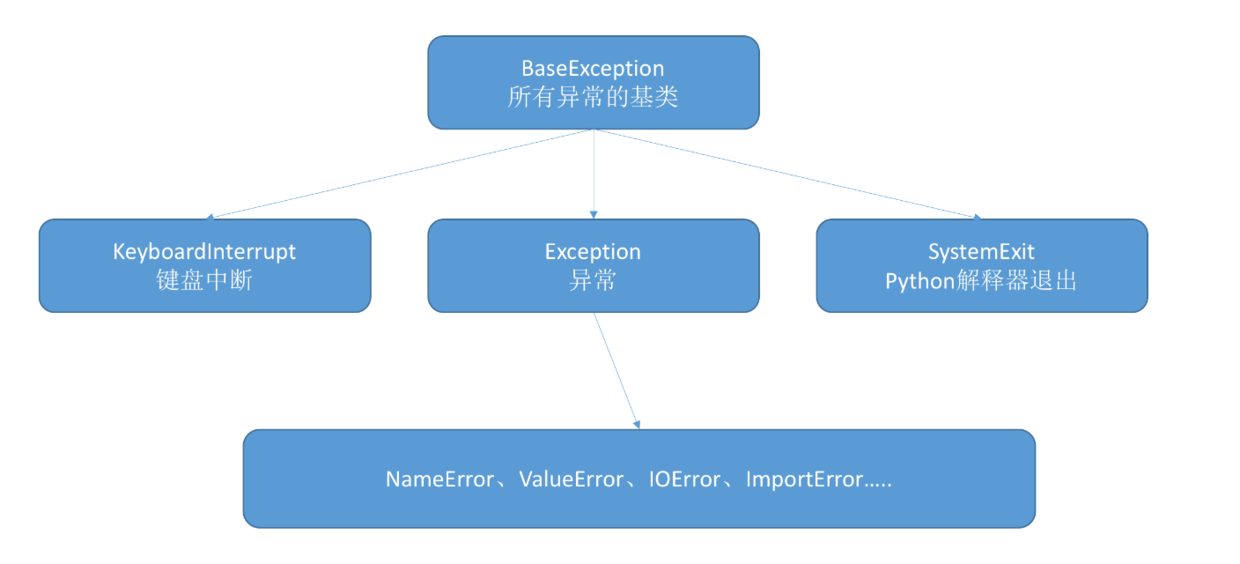 BaseException
所有异常的基类
KeyboardInterrupt
键盘中断
Exception
异常
SystemExit
Python解释器退出
NameError、ValueError、IOError、ImportError…..